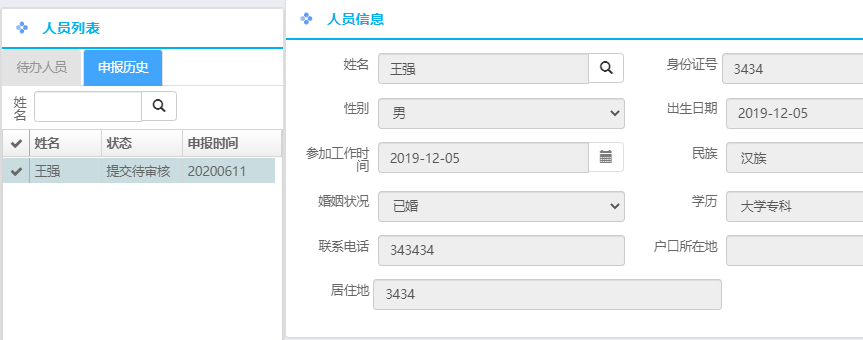 人员列表
待办人员 申报历史
姓名
姓名 状态 申报时间
王强 提交待审核 20200611
人员信息
姓名 王强 身份证号 3434
性别 男 出生日期 2019-12-05
参加工作时间 2019-12-05 民族 汉族
婚姻状况 已婚 学历 大学专科
联系电话 343434 户口所在地
居住地 3434